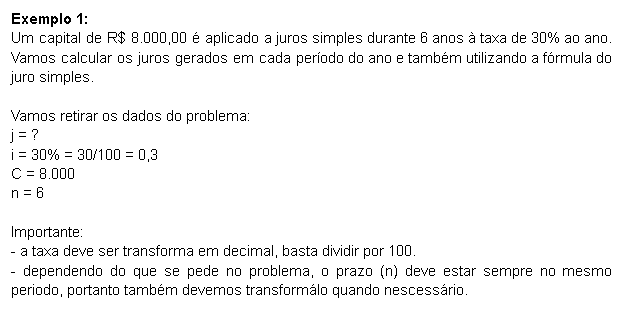 Exemplo 1:
Um capital de R$ 8.000,00 é aplicado a juros simples durante 6 anos à taxa de 30% ao ano.
Vamos calcular os juros gerados em cada período do ano e também utilizando a fórmula do
juro simples.
Vamos retirar os dados do problema:
j = ?
i = 30% = 30/100 = 0,3
C = 8.000
n = 6
Importante:
- a taxa deve ser transforma em decimal, basta dividir por 100.
- dependendo do que se pede no problema, o prazo (n) deve estar sempre no mesmo
periodo, portanto também devemos transformálo quando nescessário.